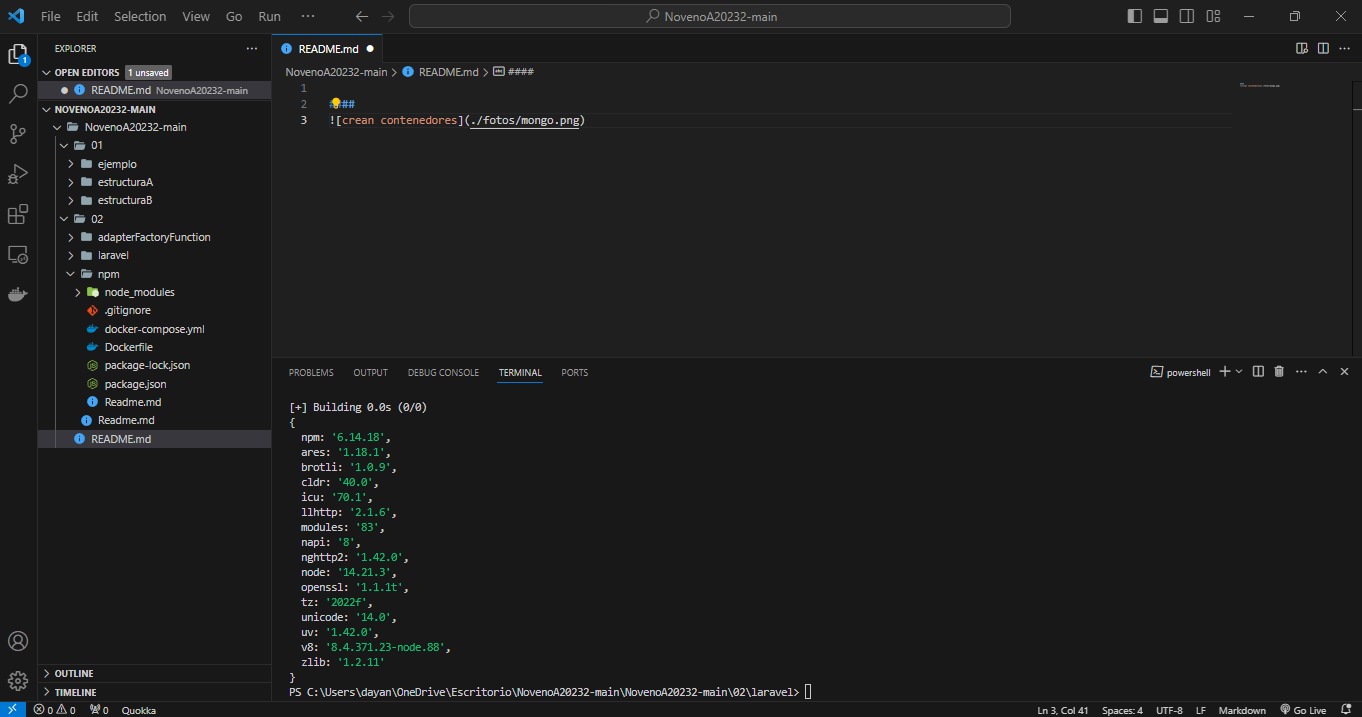 File Edit Selection View Go Run ··· NovenoA20232-main
EXPLORER ···
OPEN EDITORS 1 unsaved
README.md NovenoA20232-main
NOVENOA20232-MAIN
NovenoA20232-main
01
ejemplo
estructuraA
estructuraB
02
adapterFactoryFunction
laravel
npm
node_modules
.gitignore
docker-compose.yml
Dockerfile
package-lock.json
package.json
Readme.md
Readme.md
README.md
OUTLINE
TIMELINE
1
README.md
NovenoA20232-main > README.md > ####
1
2 ####
3 ![crean contenedores](./fotos/mongo.png)
PROBLEMS OUTPUT DEBUG CONSOLE TERMINAL PORTS powershell
[+] Building 0.0s (0/0)
{
npm: '6.14.18',
ares: '1.18.1',
brotli: '1.0.9',
cldr: '40.0',
icu: '70.1',
llhttp: '2.1.6',
modules: '83',
napi: '8',
nghttp2: '1.42.0',
node: '14.21.3',
openssl: '1.1.1t',
tz: '2022f',
unicode: '14.0',
uv: '1.42.0',
v8: '8.4.371.23-node.88',
zlib: '1.2.11'
}
PS C:\Users\dayan\OneDrive\Escritorio\NovenoA20232-main\NovenoA20232-main\02\laravel>
0 0 0 Quokka Ln 3, Col 41 Spaces: 4 UTF-8 LF Markdown Go Live